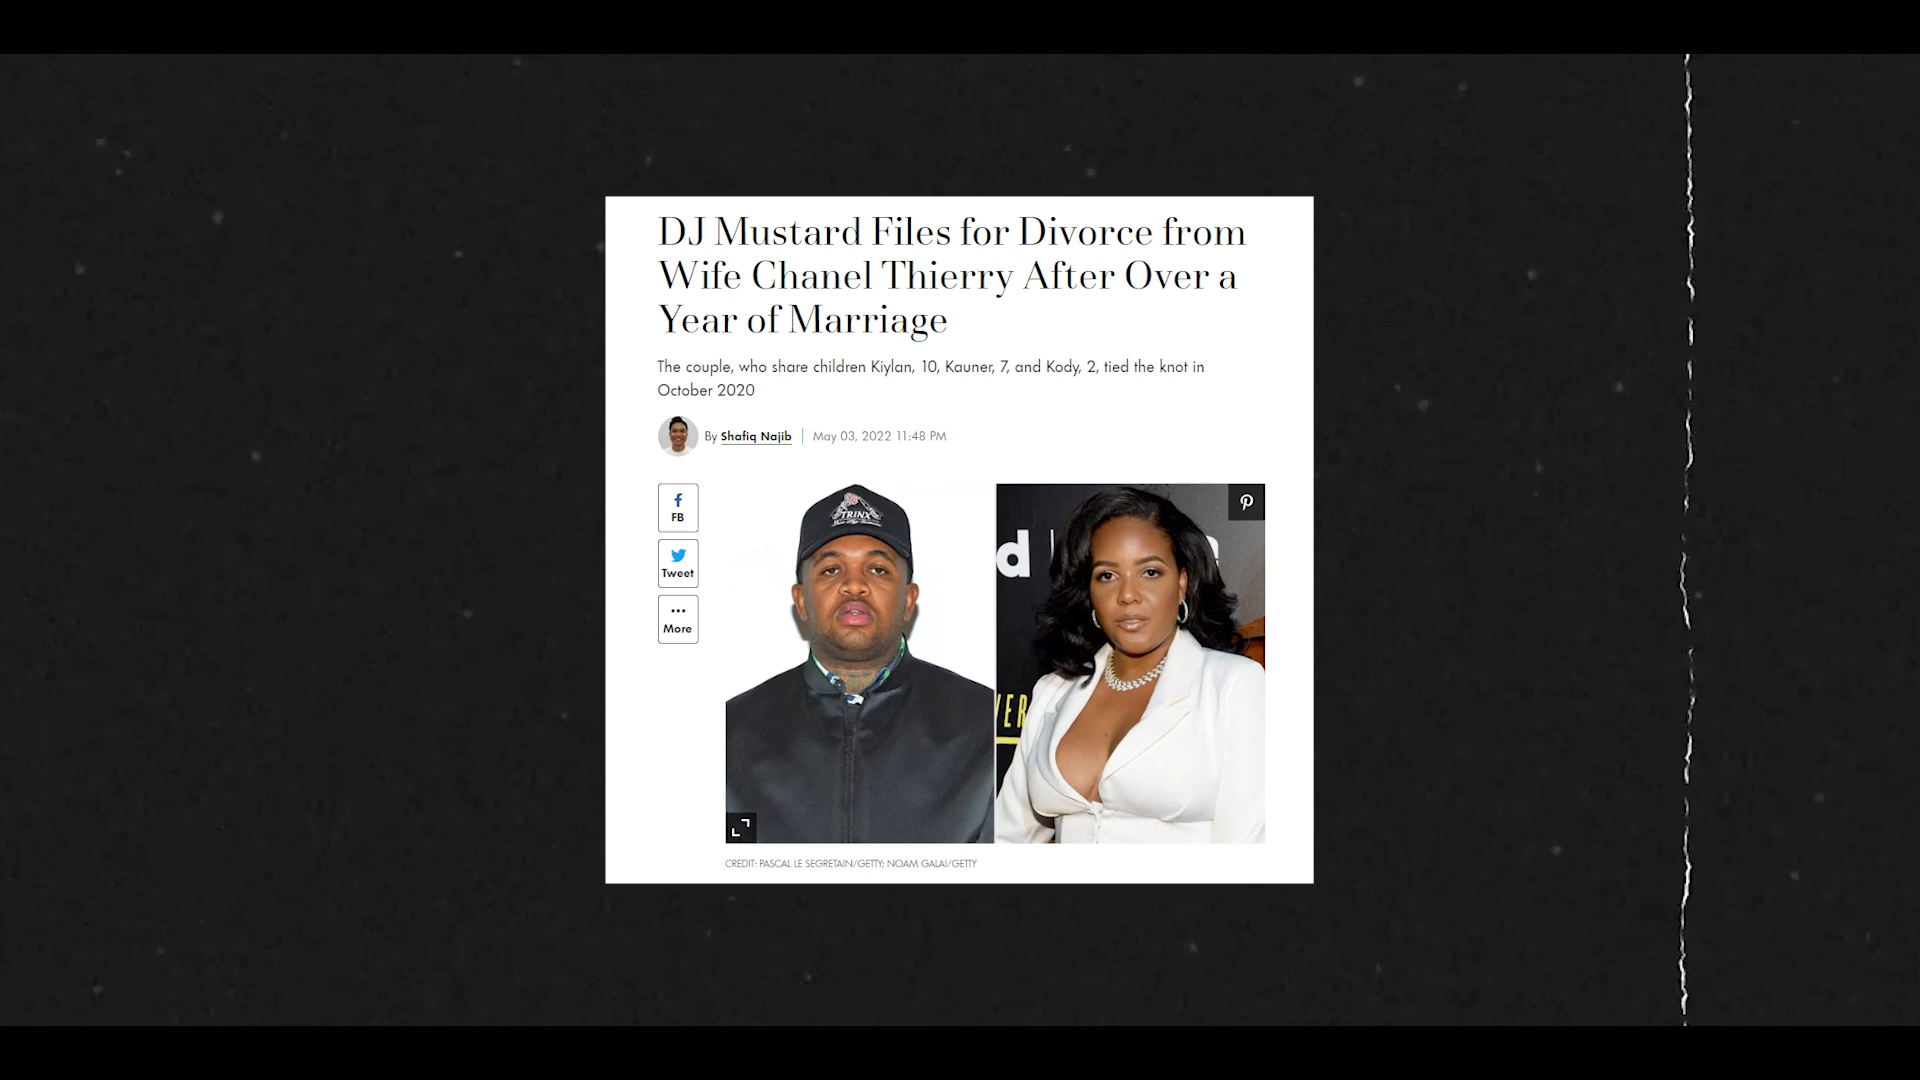 DJ Mustard Files for Divorce from
Wife Chanel Thierry After Over a
Year of Marriage
The couple, who share children Kiylan, 10, Kauner, 7, and Kody, 2, tied the knot in
October 2020
By Shafiq Najib | May 03, 2022 11:48 PM
FB
Tweet
More
TRINX
d
VER
CREDIT: PASCAL LE SEGRETAIN/GETTY; NOAM GALAI/GETTY